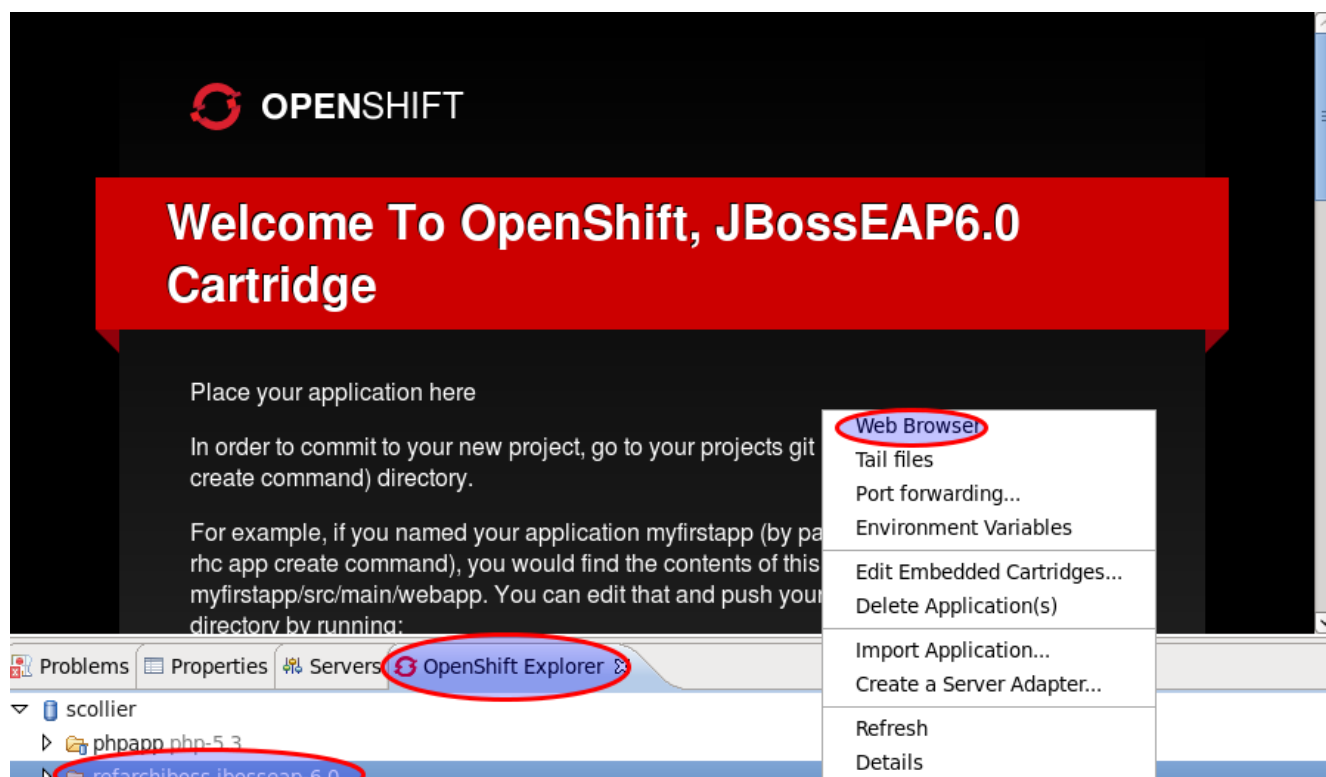 OPENSHIFT
Welcome To OpenShift, JBossEAP6.0
Cartridge
Place your application here
In order to commit to your new project, go to your projects git
create command) directory.
For example, if you named your application myfirstapp (by pa
rhc app create command), you would find the contents of this
myfirstapp/src/main/webapp. You can edit that and push your
directory by running:
Web Browser
Tail files
Port forwarding...
Environment Variables
Edit Embedded Cartridges...
Delete Application(s)
Import Application...
Create a Server Adapter...
Refresh
Details
Problems Properties Servers OpenShift Explorer
scollier
phpapp php-5.3
refarchjboss jbosseap-6.0